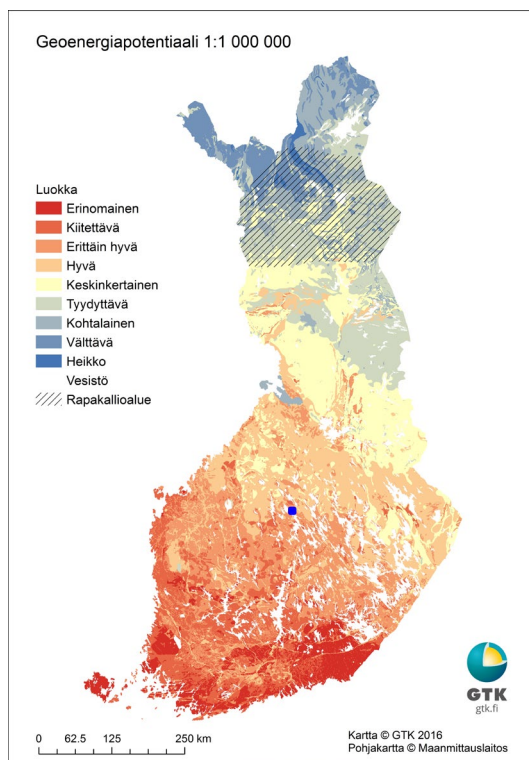 Geoenergiapotentiaali 1:1 000 000
Luokka
Erinomainen
Kiitettävä
Erittäin hyvä
Hyvä
Keskinkertainen
Tyydyttävä
Kohtalainen
Välttävä
Heikko
Vesistö
Rapakallioalue
GTK
gtk.fi
0 62.5 125 250 km
Kartta © GTK 2016
Pohjakartta © Maanmittauslaitos